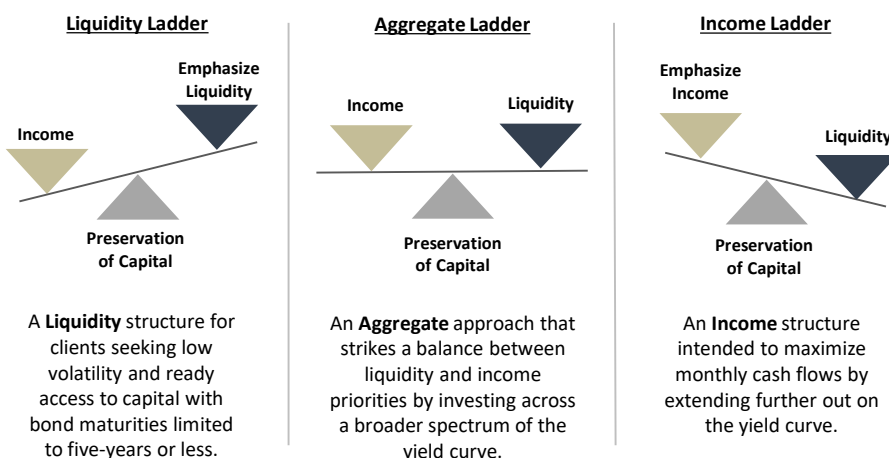 Liquidity Ladder
Emphasize
Liquidity
Income
Preservation
of Capital
A Liquidity structure for
clients seeking low
volatility and ready
access to capital with
bond maturities limited
to five-years or less.
Aggregate Ladder
Income
Liquidity
Preservation
of Capital
An Aggregate approach that
strikes a balance between
liquidity and income
priorities by investing across
a broader spectrum of the
yield curve.
Income Ladder
Emphasize
Income
Liquidity
Preservation
of Capital
An Income structure
intended to maximize
monthly cash flows by
extending further out on
the yield curve.